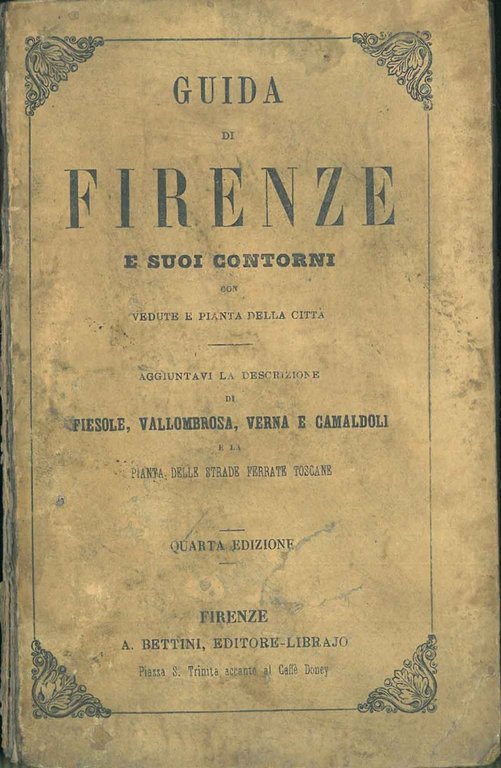 GUIDA
DI
FIRENZE
E SUOI CONTORNI
CON
VEDUTE E PIANTA DELLA CITTÀ
AGGIUNTAVI LA DESCRIZIONE
DI
FIESOLE, VALLOMBROSA, VERNA E CAMALDOLI
E LA
PIANTA DELLE STRADE FERRATE TOSCANE
QUARTA EDIZIONE
FIRENZE
A. BETTINI, EDITORE-LIBRAJO
Piazza S. Trinita accanto al Caffè Doney